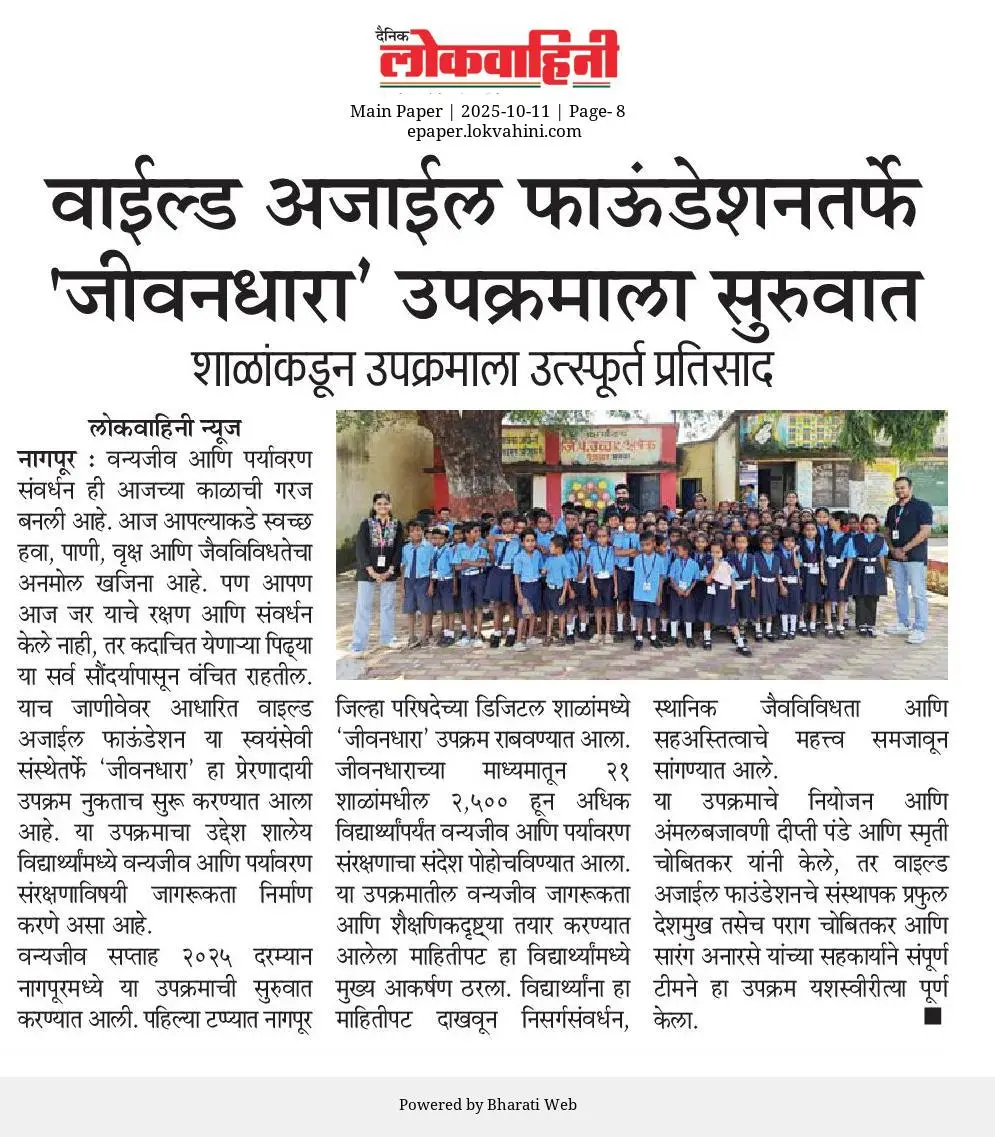 दैनिक
लोकवाहिनी
Main Paper | 2025-10-11 | Page- 8
epaper.lokvahini.com
वाईल्ड अजाईल फाऊंडेशनतर्फे
'जीवनधारा’ उपक्रमाला सुरुवात
शाळांकडून उपक्रमाला उत्स्फूर्त प्रतिसाद
लोकवाहिनी न्यूज
नागपूर : वन्यजीव आणि पर्यावरण
संवर्धन ही आजच्या काळाची गरज
बनली आहे. आज आपल्याकडे स्वच्छ
हवा, पाणी, वृक्ष आणि जैवविविधतेचा
अनमोल खजिना आहे. पण आपण
आज जर याचे रक्षण आणि संवर्धन
केले नाही, तर कदाचित येणाऱ्या पिढ्या
या सर्व सौंदर्यापासून वंचित राहतील.
याच जाणीवेवर आधारित वाइल्ड
अजाईल फाऊंडेशन या स्वयंसेवी
संस्थेतर्फे ‘जीवनधारा’ हा प्रेरणादायी
उपक्रम नुकताच सुरू करण्यात आला
आहे. या उपक्रमाचा उद्देश शालेय
विद्यार्थ्यांमध्ये वन्यजीव आणि पर्यावरण
संरक्षणाविषयी जागरूकता निर्माण
करणे असा आहे.
वन्यजीव सप्ताह २०२५ दरम्यान
नागपूरमध्ये या उपक्रमाची सुरुवात
करण्यात आली. पहिल्या टप्प्यात नागपूर
जिल्हा परिषदेच्या डिजिटल शाळांमध्ये
‘जीवनधारा’ उपक्रम राबवण्यात आला.
जीवनधाराच्या माध्यमातून २१
शाळांमधील २,५०० हून अधिक
विद्यार्थ्यांपर्यंत वन्यजीव आणि पर्यावरण
संरक्षणाचा संदेश पोहोचविण्यात आला.
या उपक्रमातील वन्यजीव जागरूकता
आणि शैक्षणिकदृष्ट्या तयार करण्यात
आलेला माहितीपट हा विद्यार्थ्यांमध्ये
मुख्य आकर्षण ठरला. विद्यार्थ्यांना हा
माहितीपट दाखवून निसर्गसंवर्धन,
स्थानिक जैवविविधता आणि
सहअस्तित्वाचे महत्त्व समजावून
सांगण्यात आले.
या उपक्रमाचे नियोजन आणि
अंमलबजावणी दीप्ती पंडे आणि स्मृती
चोबितकर यांनी केले, तर वाइल्ड
अजाईल फाउंडेशनचे संस्थापक प्रफुल
देशमुख तसेच पराग चोबितकर आणि
सारंग अनारसे यांच्या सहकार्याने संपूर्ण
टीमने हा उपक्रम यशस्वीरीत्या पूर्ण
केला.
Powered by Bharati Web